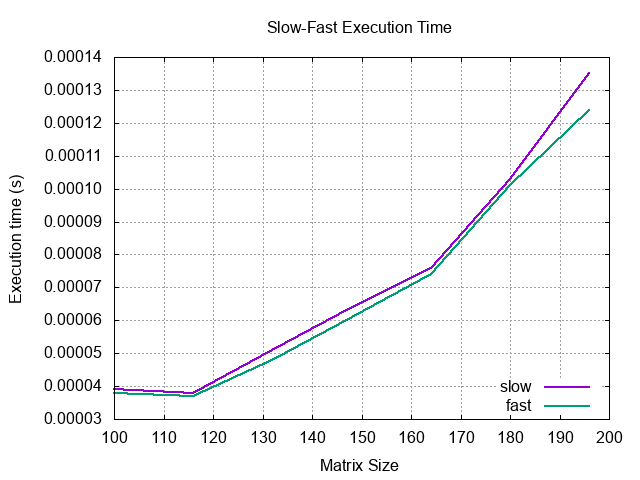 Slow-Fast Execution Time
0.00014
0.00013
0.00012
0.00011
0.00010
0.00009
0.00008
0.00007
0.00006
0.00005
0.00004
0.00003
Execution time (s)
slow
fast
100 110 120 130 140 150 160 170 180 190 200
Matrix Size